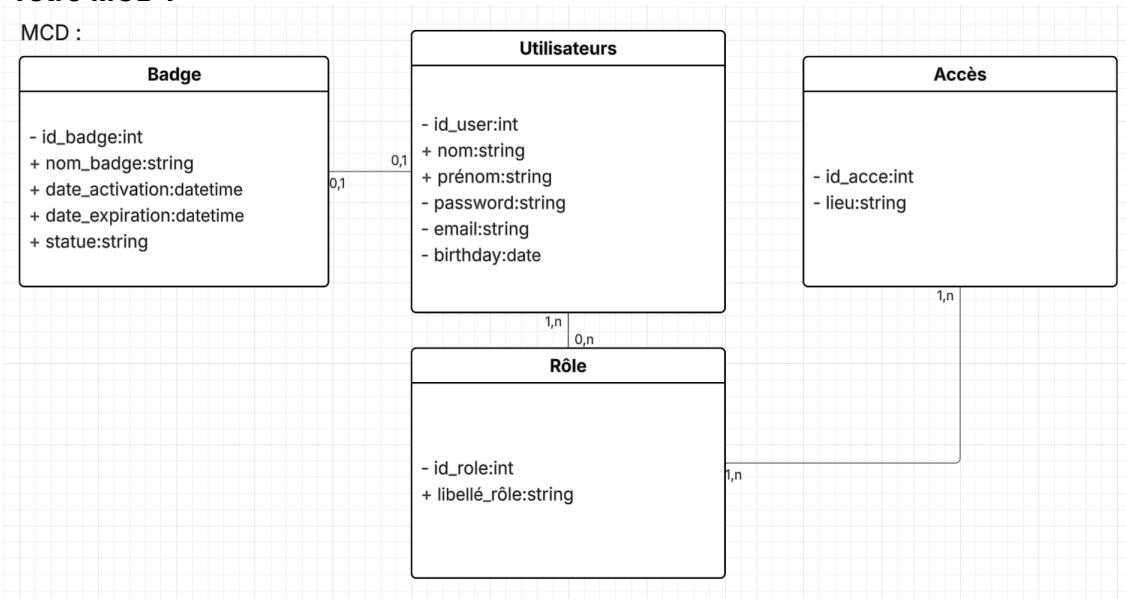 MCD :
Badge
- id_badge:int
+ nom_badge:string
+ date_activation:datetime
+ date_expiration:datetime
+ statue:string
0,1
0,1
Utilisateurs
- id_user:int
+ nom:string
+ prénom:string
- password:string
- email:string
- birthday:date
1,n
0,n
Rôle
- id_role:int
+ libellé_rôle:string
1,n
Accès
- id_acce:int
- lieu:string
1,n